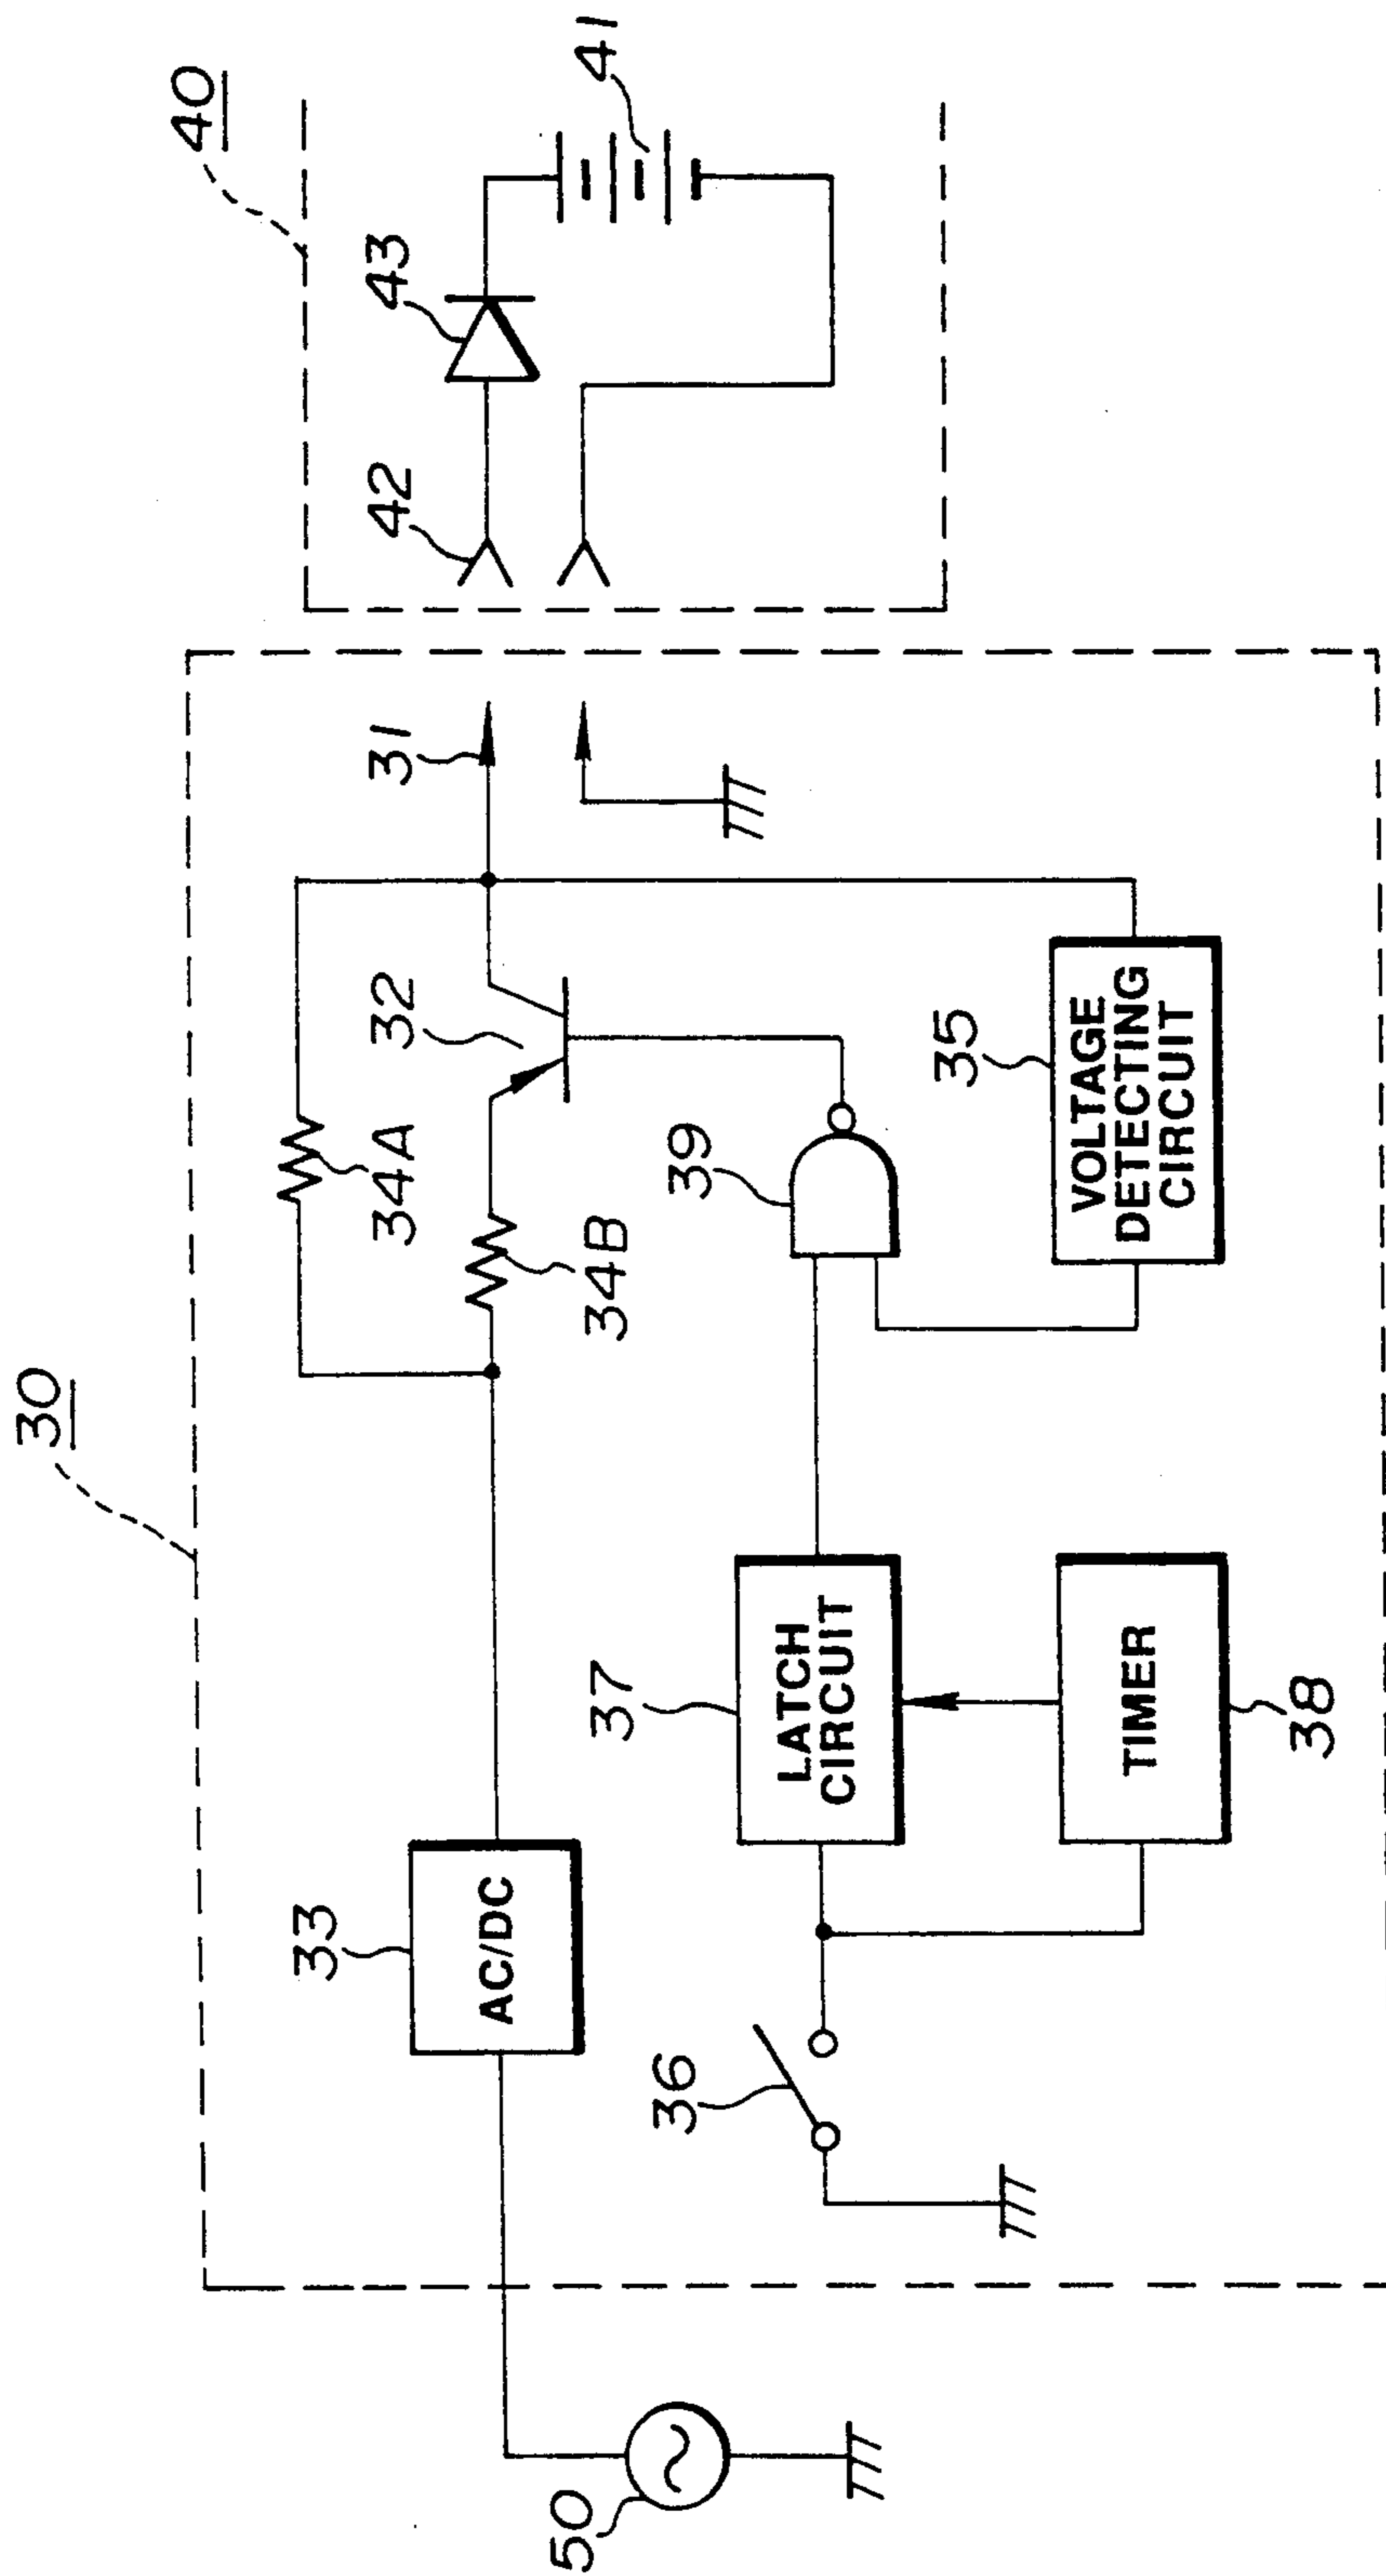 30
40
34A
31
42
43
41
33
AC/DC
34B
32
36
37
LATCH
CIRCUIT
39
50
TIMER
38
35
VOLTAGE
DETECTING
CIRCUIT